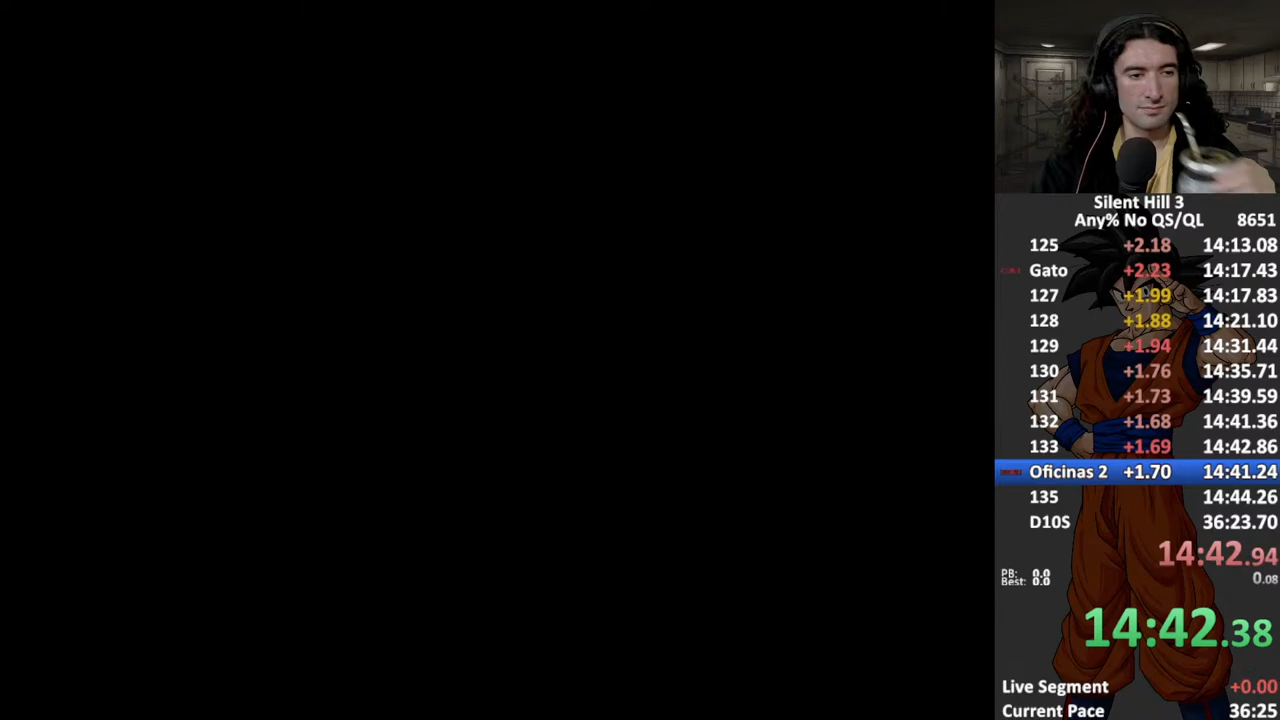 Silent Hill 3
Any% No QS/QL 8651
125 +2.18 14:13.08
Gato +2.23 14:17.43
127 +1.99 14:17.83
128 +1.88 14:21.10
129 +1.94 14:31.44
130 +1.76 14:35.71
131 +1.73 14:39.59
132 +1.68 14:41.36
133 +1.69 14:42.86
Oficinas 2 +1.70 14:41.24
135 14:44.26
D10S 36:23.70
14:42.94
PB: 0.0 0.08
Best: 0.0
14:42.38
Live Segment +0.00
Current Pace 36:25